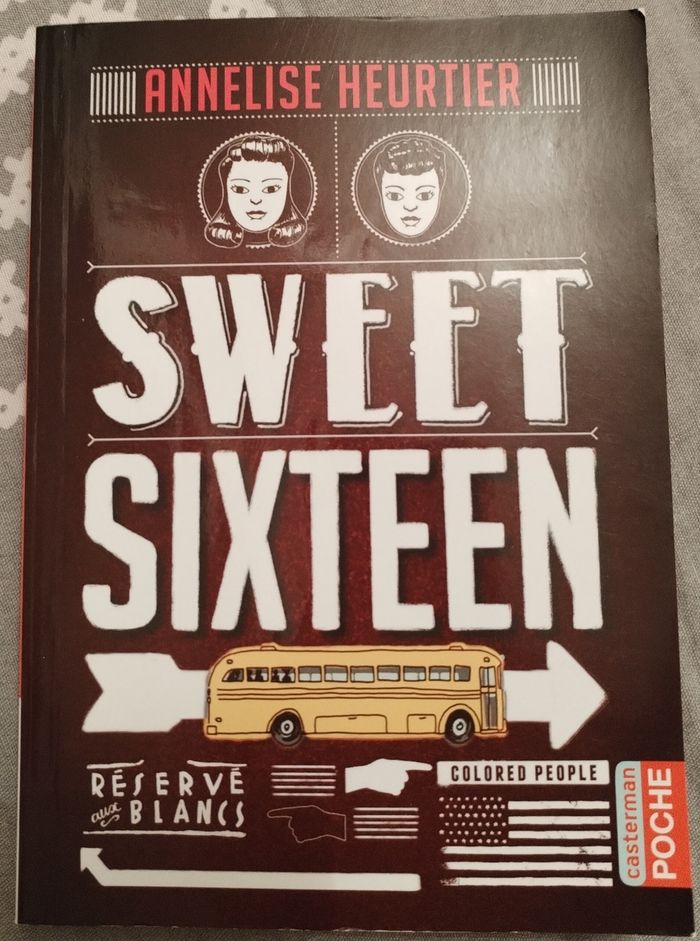 ANNELISE HEURTIER
SWEET
SIXTEEN
RÉSERVÉ
aux BLANCS
COLORED PEOPLE
casterman
POCHE